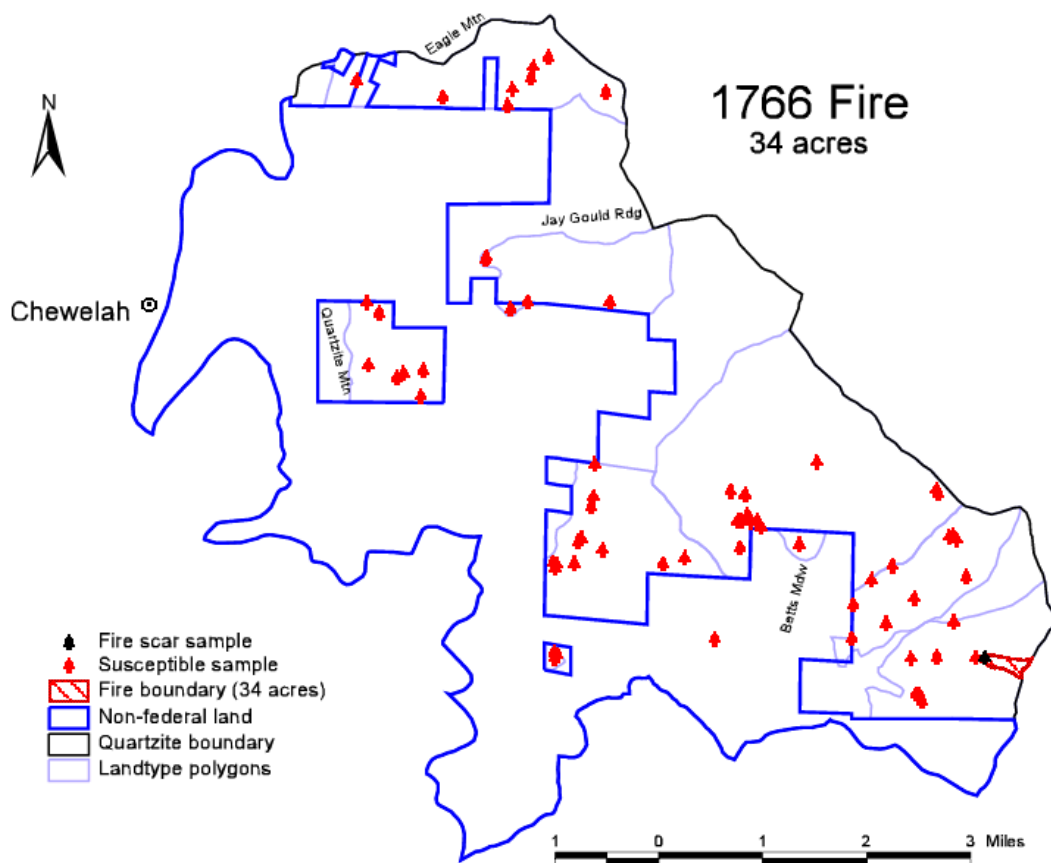 Eagle Mtn
N
1766 Fire
34 acres
Jay Gould Rdg
Chewelah
Quartzite Mtn
Betts Mdw
Fire scar sample
Susceptible sample
Fire boundary (34 acres)
Non-federal land
Quartzite boundary
Landtype polygons
1 0 1 2 3 Miles